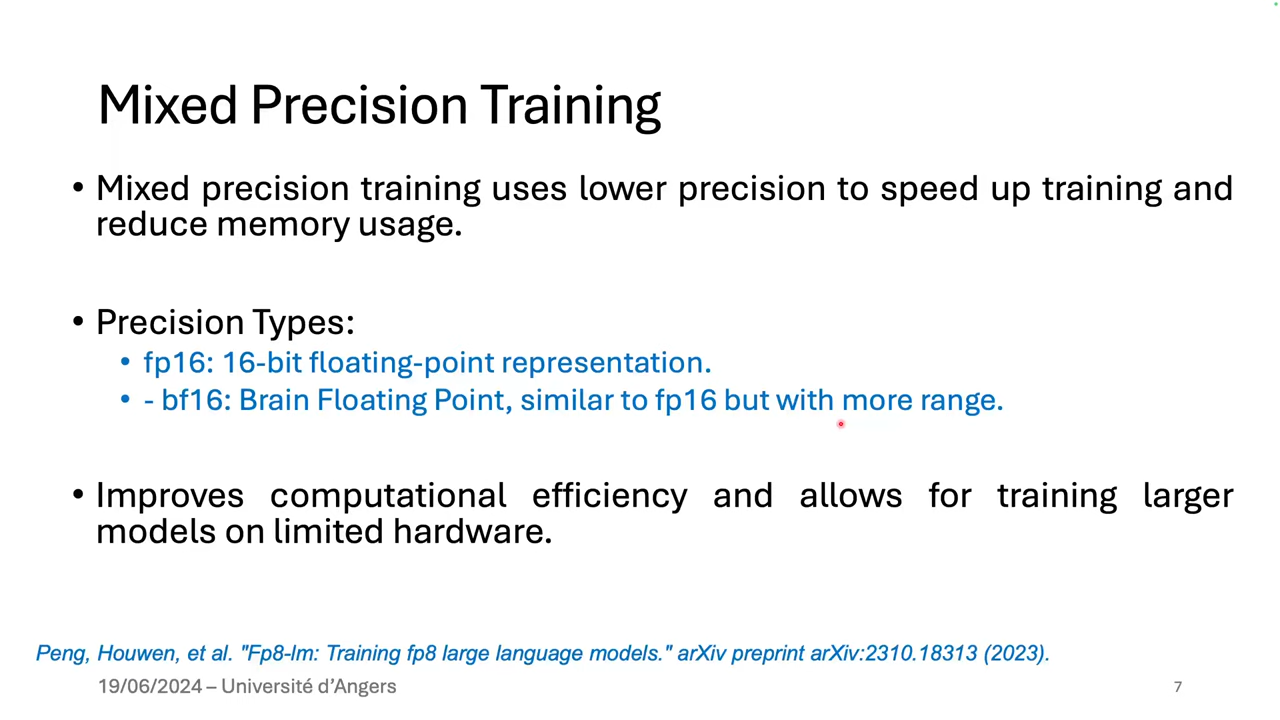 Mixed Precision Training
• Mixed precision training uses lower precision to speed up training and
reduce memory usage.
• Precision Types:
• fp16: 16-bit floating-point representation.
• - bf16: Brain Floating Point, similar to fp16 but with more range.
• Improves computational efficiency and allows for training larger
models on limited hardware.
Peng, Houwen, et al. "Fp8-lm: Training fp8 large language models." arXiv preprint arXiv:2310.18313 (2023).
19/06/2024 – Université d’Angers
7